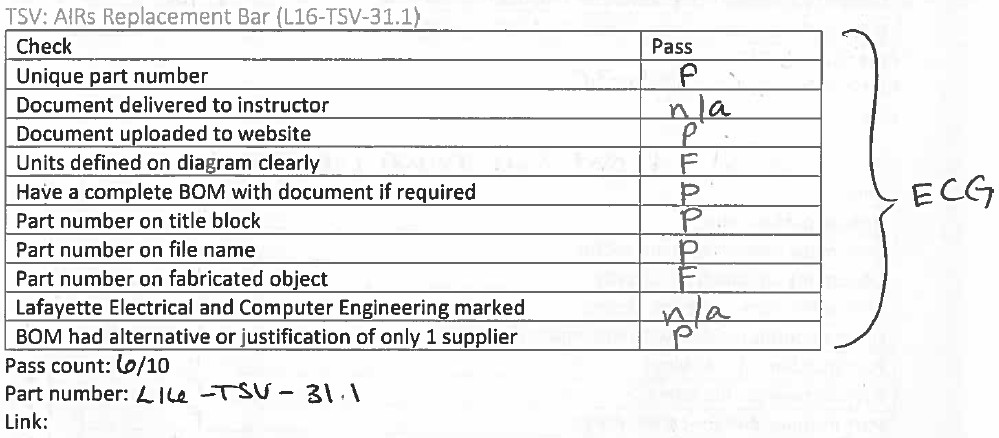 TSV: AIRs Replacement Bar (L16-TSV-31.1)
Check Pass
Unique part number P
Document delivered to instructor n/a
Document uploaded to website P
Units defined on diagram clearly F
Have a complete BOM with document if required P
Part number on title block P
Part number on file name P
Part number on fabricated object F
Lafayette Electrical and Computer Engineering marked n/a
BOM had alternative or justification of only 1 supplier P
ECG
Pass count: 6/10
Part number: L16-TSV-31.1
Link: